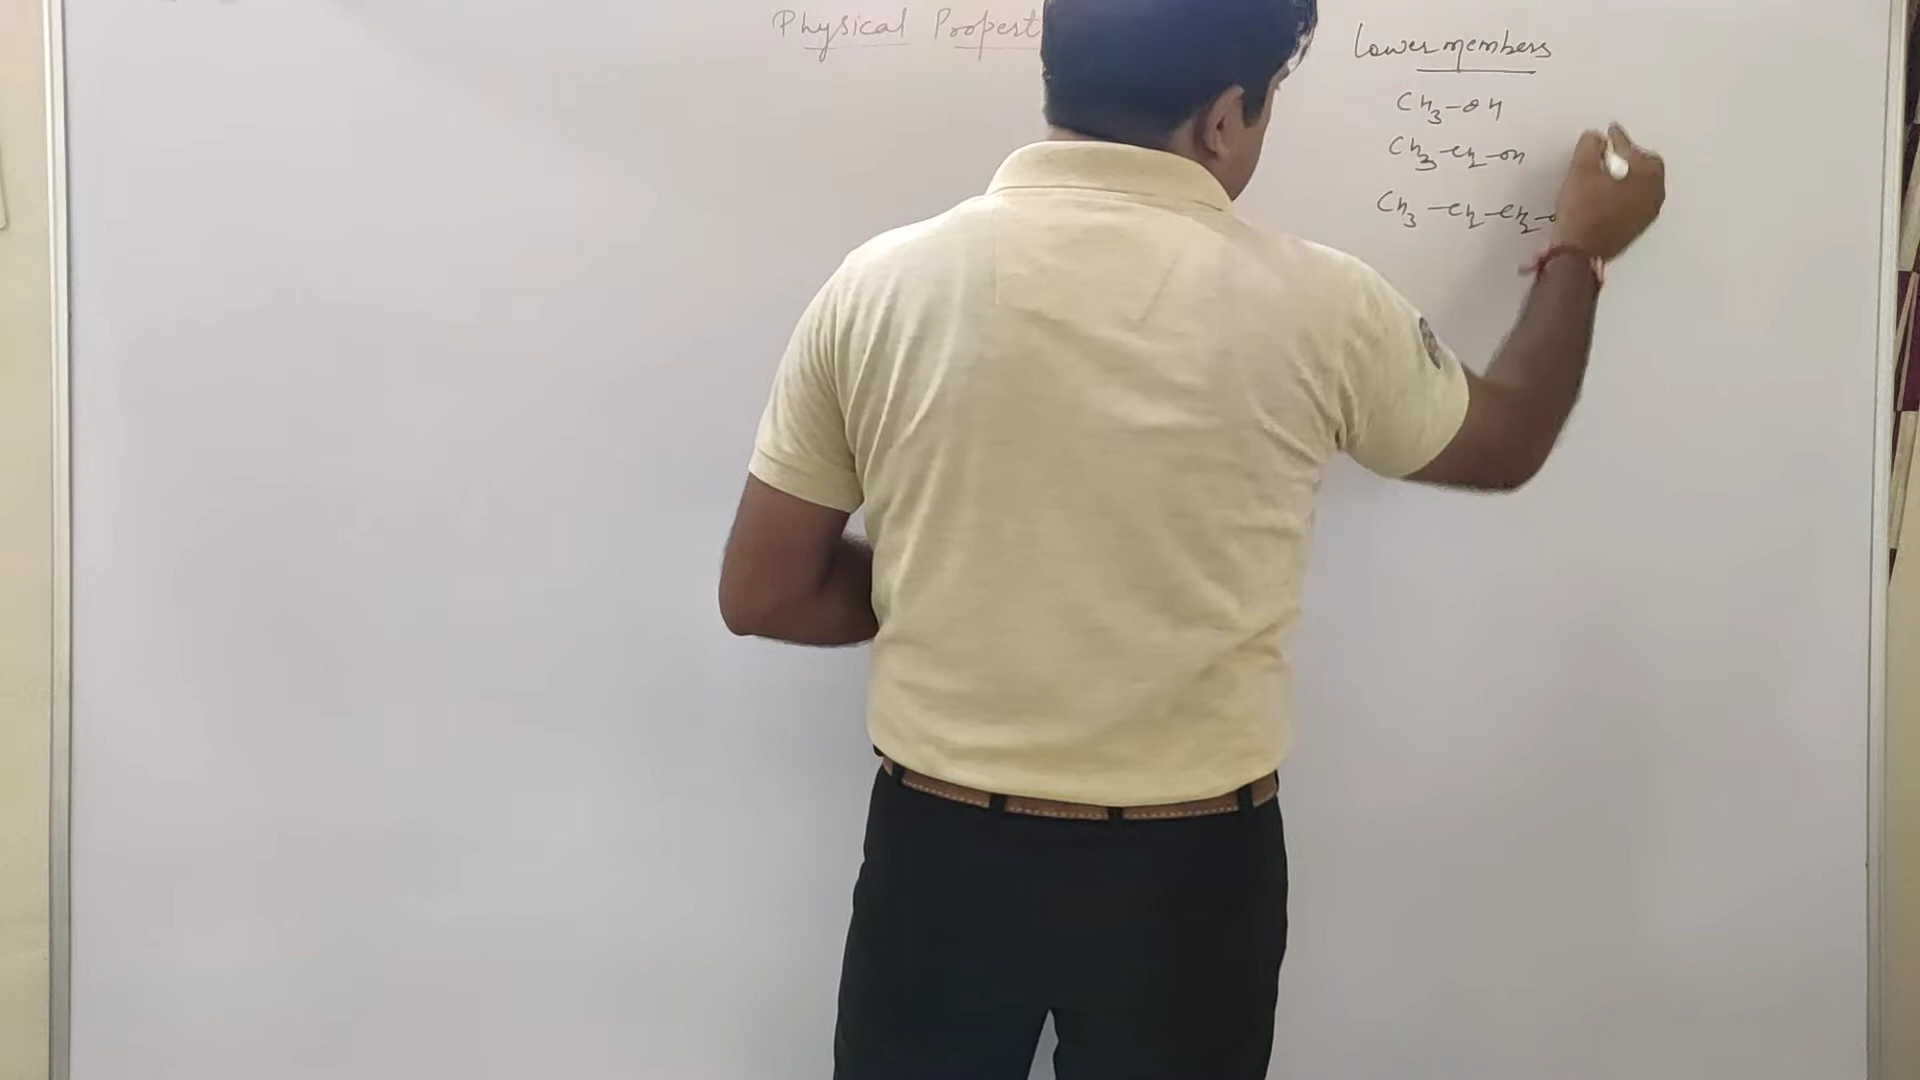 Physical Propert
Lower members
CH3-OH
CH3-CH2-OH
CH3-CH2-CH2-O